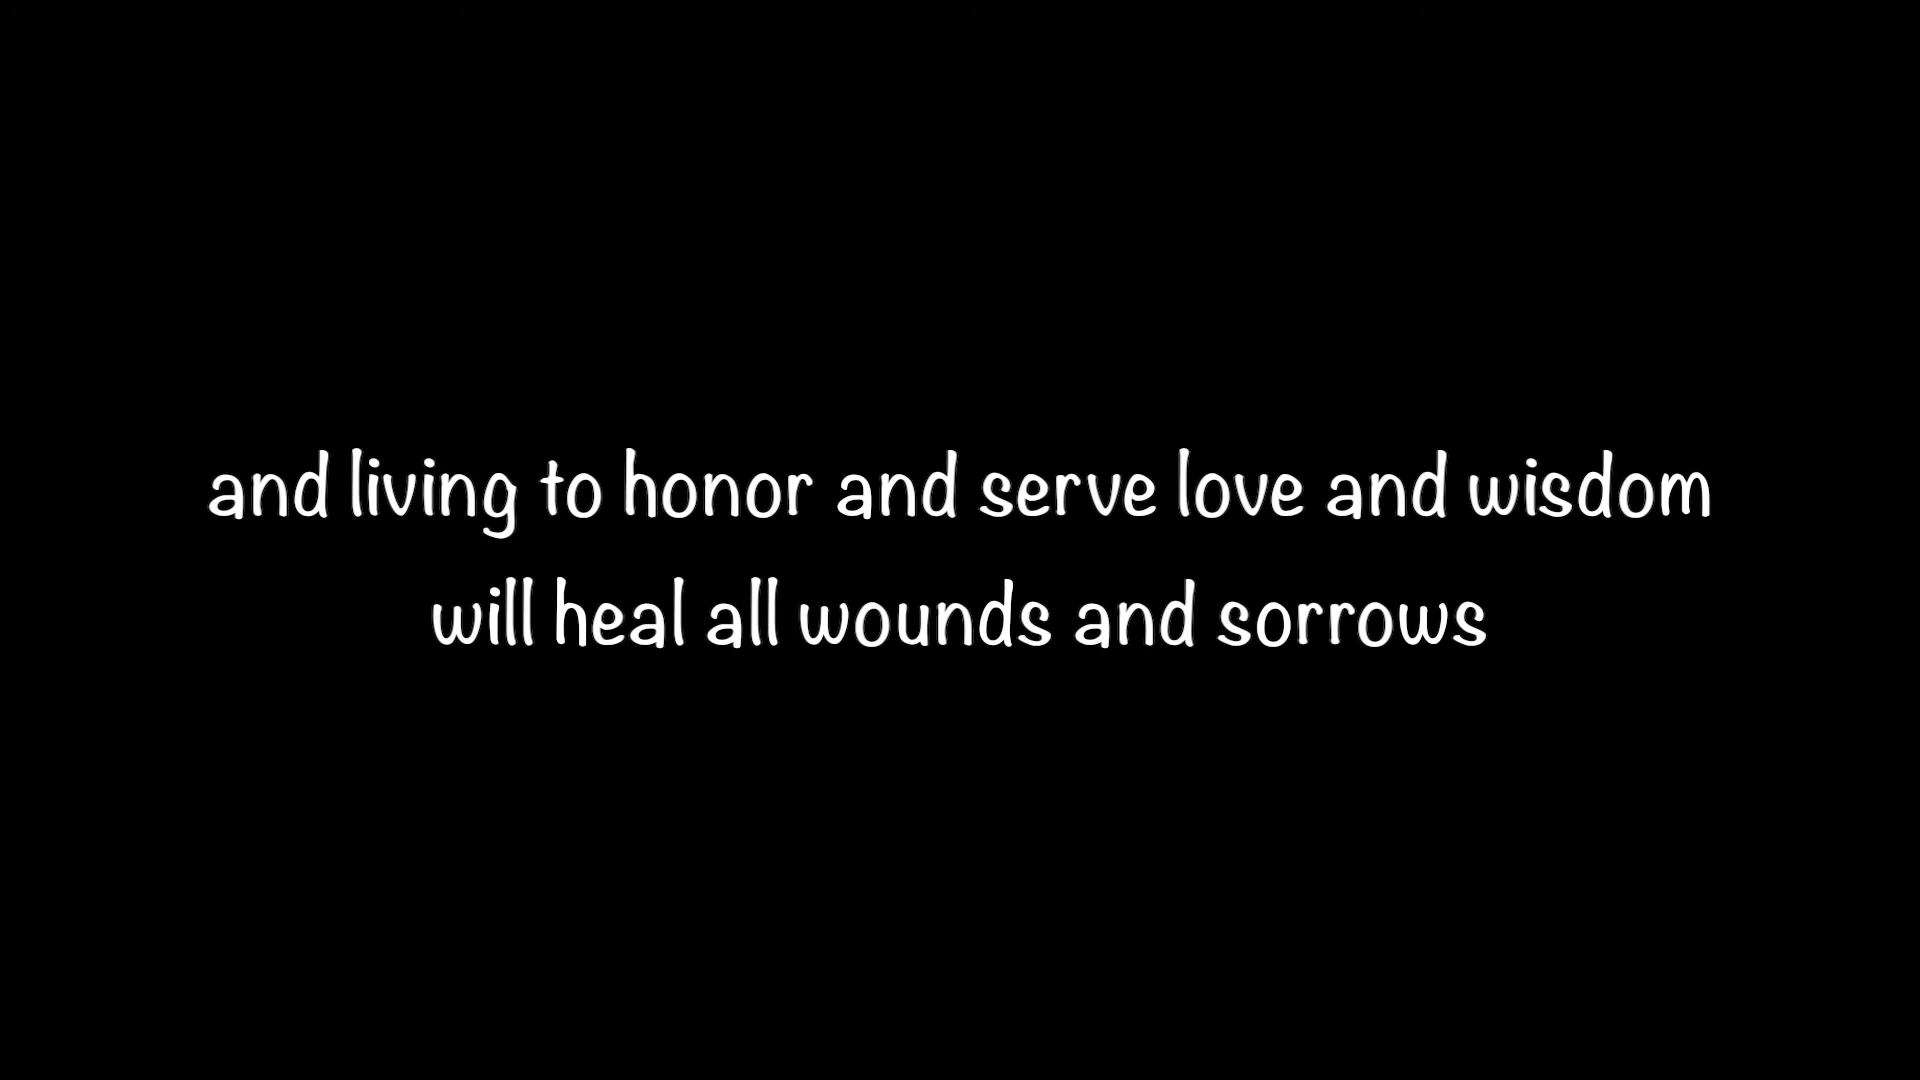 and living to honor and serve love and wisdom
will heal all wounds and sorrows